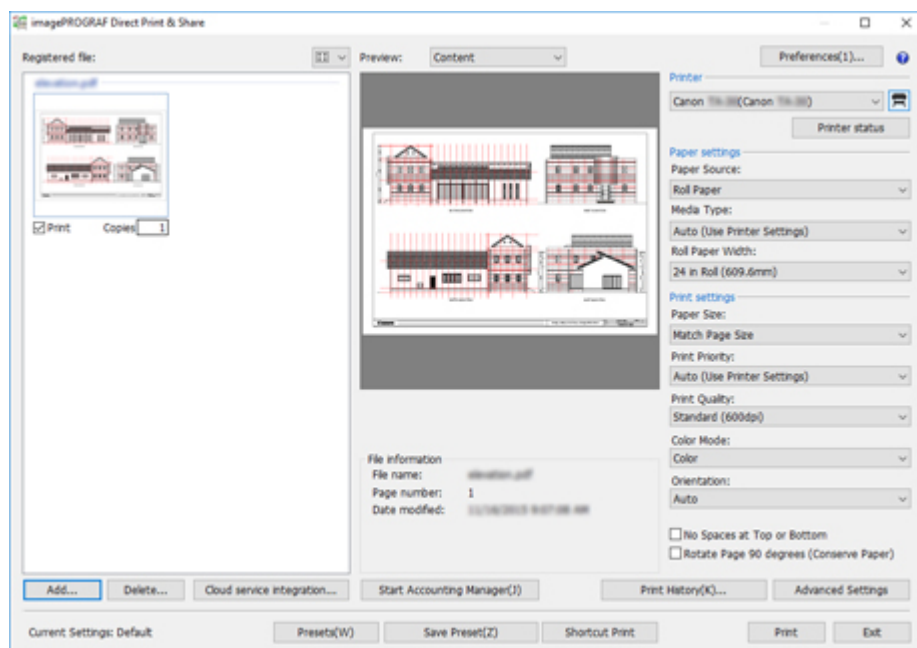 imagePROGRAF Direct Print & Share
Registered file:
Preview: Content
Preferences(1)...
elevation.pdf
Printer
Canon (Canon )
Printer status
Paper settings
Paper Source:
Roll Paper
Media Type:
Auto (Use Printer Settings)
Roll Paper Width:
24 in Roll (609.6mm)
Print Copies 1
Print settings
Paper Size:
Match Page Size
Print Priority:
Auto (Use Printer Settings)
Print Quality:
Standard (600dpi)
Color Mode:
Color
Orientation:
Auto
No Spaces at Top or Bottom
Rotate Page 90 degrees (Conserve Paper)
File information
File name: elevation.pdf
Page number: 1
Date modified:
Add... Delete... Cloud service integration... Start Accounting Manager(J) Print History(K)... Advanced Settings
Current Settings: Default Presets(W) Save Preset(Z) Shortcut Print Print Exit